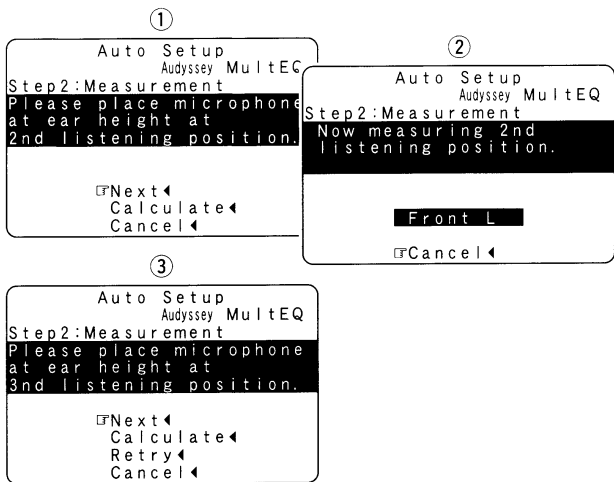 ①
Auto Setup
Audyssey MultEQ
Step2:Measurement
Please place microphone
at ear height at
2nd listening position.
☞Next◀
Calculate◀
Cancel◀
②
Auto Setup
Audyssey MultEQ
Step2:Measurement
Now measuring 2nd
listening position.
Front L
☞Cancel◀
③
Auto Setup
Audyssey MultEQ
Step2:Measurement
Please place microphone
at ear height at
3nd listening position.
☞Next◀
Calculate◀
Retry◀
Cancel◀